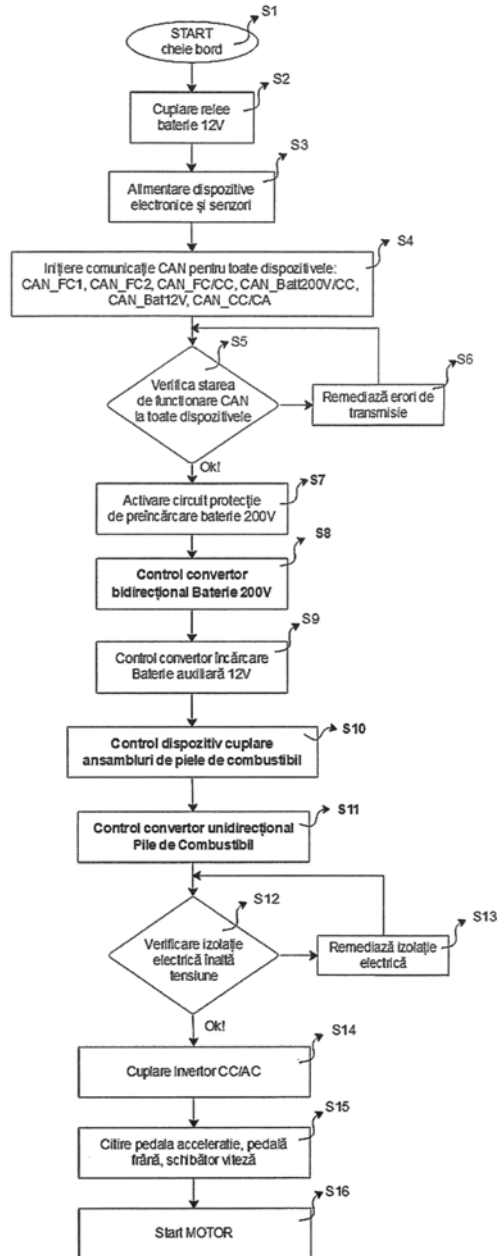 S1
START
cheie bord
S2
Cuplare relee
baterie 12V
S3
Alimentare dispozitive
electronice și senzori
S4
Inițiere comunicație CAN pentru toate dispozitivele:
CAN_FC1, CAN_FC2, CAN_FC/CC, CAN_Batt200V/CC,
CAN_Bat12V, CAN_CC/CA
S5
Verifica starea
de functionare CAN
la toate dispozitivele
S6
Remediază erori de
transmisie
Ok!
S7
Activare circuit protecție
de preîncărcare baterie 200V
S8
Control convertor
bidirecțional Baterie 200V
S9
Control convertor încărcare
Baterie auxiliară 12V
S10
Control dispozitiv cuplare
ansambluri de piele de combustibil
S11
Control convertor unidirecțional
Pile de Combustibil
S12
Verificare izolație
electrică înaltă
tensiune
S13
Remediază izolație
electrică
Ok!
S14
Cuplare Invertor CC/AC
S15
Citire pedala acceleratie, pedală
frână, schibător viteză
S16
Start MOTOR